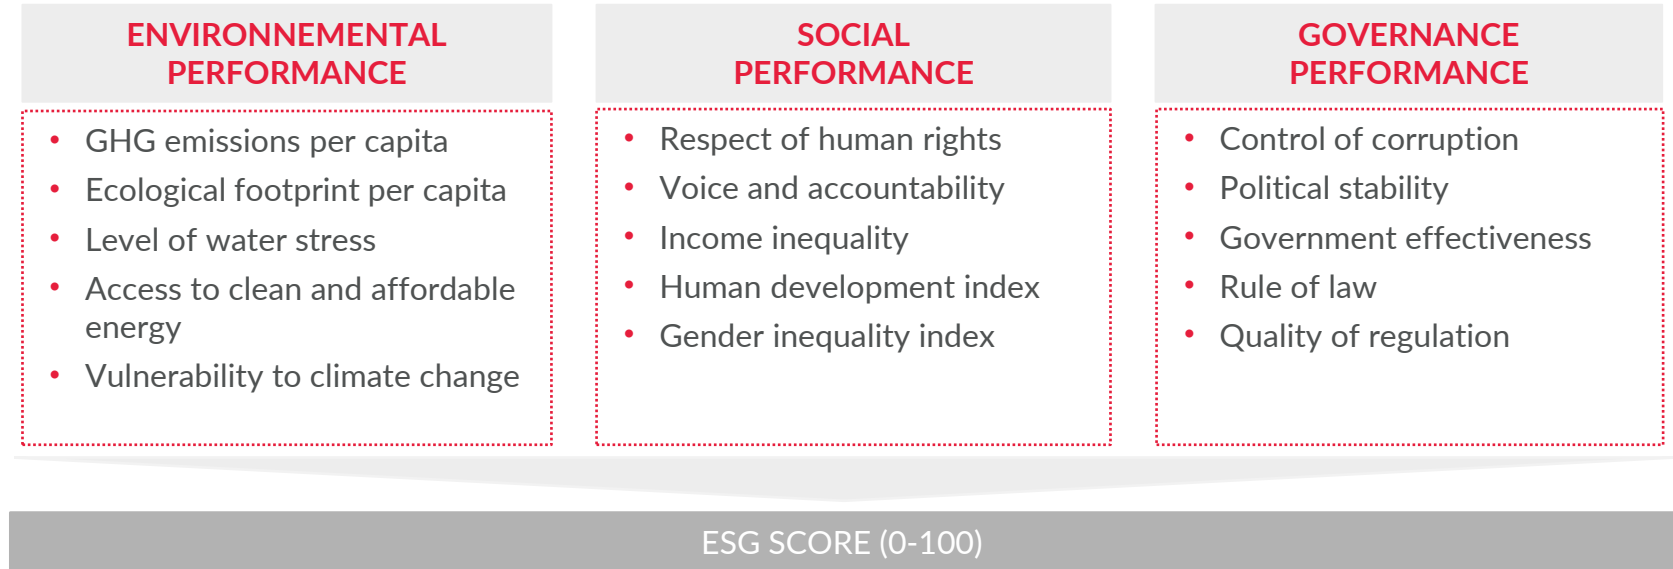 ENVIRONNEMENTAL
PERFORMANCE
• GHG emissions per capita
• Ecological footprint per capita
• Level of water stress
• Access to clean and affordable
energy
• Vulnerability to climate change
SOCIAL
PERFORMANCE
• Respect of human rights
• Voice and accountability
• Income inequality
• Human development index
• Gender inequality index
GOVERNANCE
PERFORMANCE
• Control of corruption
• Political stability
• Government effectiveness
• Rule of law
• Quality of regulation
ESG SCORE (0-100)